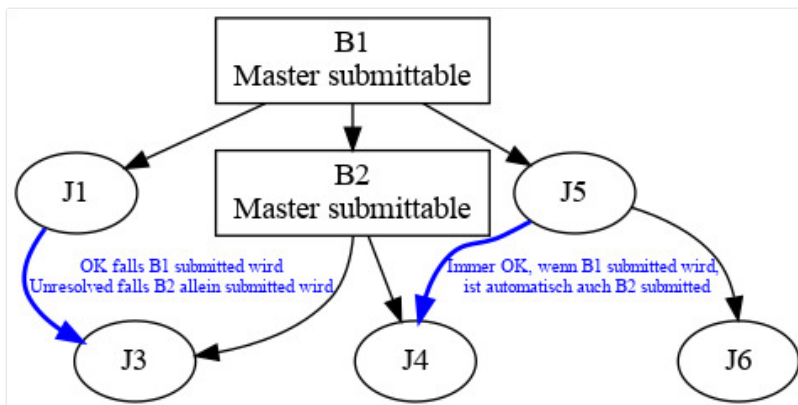 B1
Master submittable
J1
B2
Master submittable
J5
OK falls B1 submitted wird
Unresolved falls B2 allein submitted wird
Immer OK, wenn B1 submitted wird,
ist automatisch auch B2 submitted
J3
J4
J6